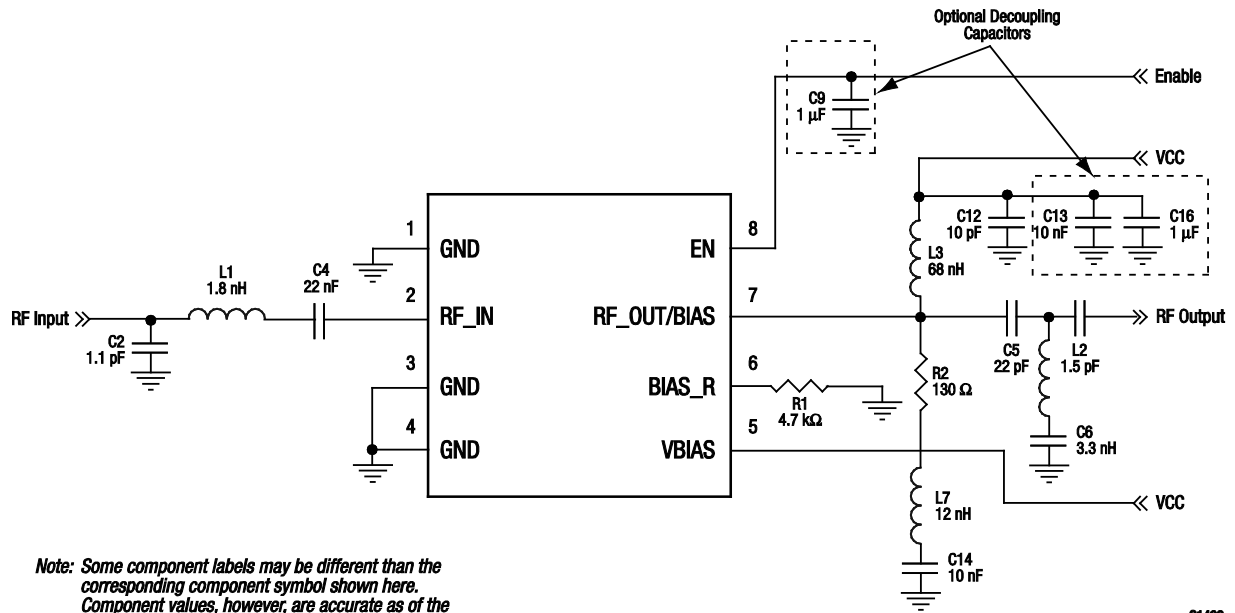 Optional Decoupling
Capacitors
Enable
C9
1 µF
VCC
C12
10 pF
C13
10 nF
C16
1 µF
L3
68 nH
1
GND
8
EN
L1
1.8 nH
C4
22 nF
2
RF_IN
7
RF_OUT/BIAS
RF Input
C2
1.1 pF
RF Output
C5
22 pF
L2
1.5 pF
3
GND
6
BIAS_R
R1
4.7 kΩ
R2
130 Ω
4
GND
5
VBIAS
C6
3.3 nH
VCC
L7
12 nH
C14
10 nF
Note: Some component labels may be different than the
corresponding component symbol shown here.
Component values, however, are accurate as of the